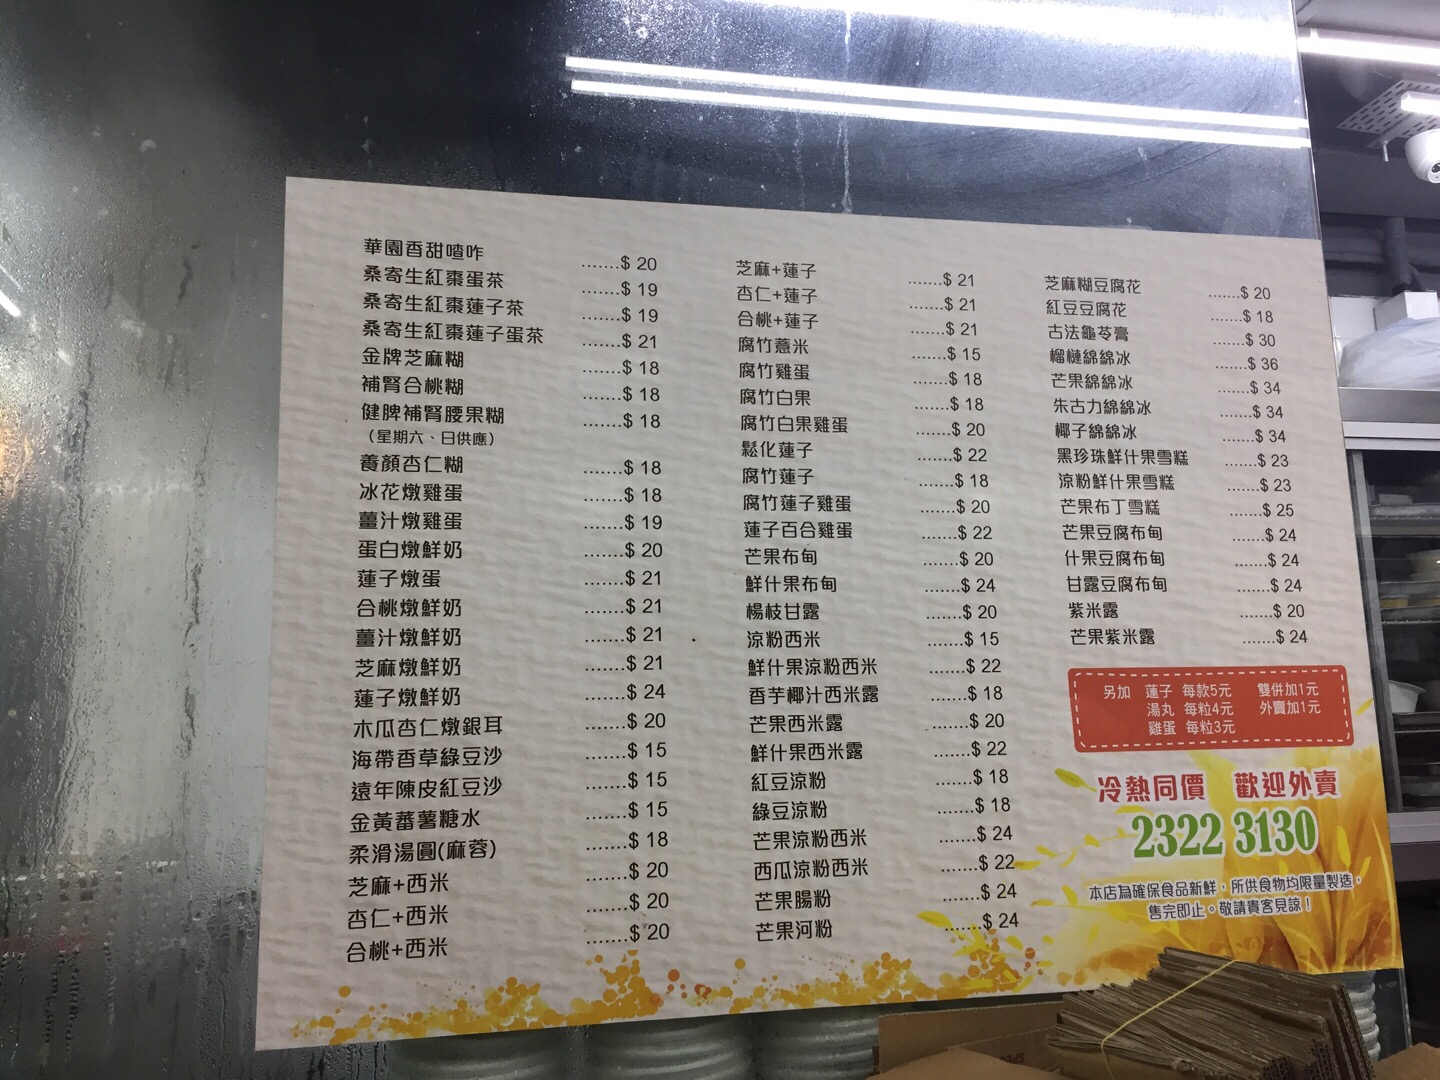 華園香甜喳咋 .......$ 20
桑寄生紅棗蛋茶 .......$ 19
桑寄生紅棗蓮子茶 .......$ 19
桑寄生紅棗蓮子蛋茶 .......$ 21
金牌芝麻糊 .......$ 18
補腎合桃糊 .......$ 18
健脾補腎腰果糊 .......$ 18
（星期六、日供應）
養顏杏仁糊 .......$ 18
冰花燉雞蛋 .......$ 18
薑汁燉雞蛋 .......$ 19
蛋白燉鮮奶 .......$ 20
蓮子燉蛋 .......$ 21
合桃燉鮮奶 .......$ 21
薑汁燉鮮奶 .......$ 21
芝麻燉鮮奶 .......$ 21
蓮子燉鮮奶 .......$ 24
木瓜杏仁燉銀耳 .......$ 20
海帶香草綠豆沙 .......$ 15
遠年陳皮紅豆沙 .......$ 15
金黃蕃薯糖水 .......$ 15
柔滑湯圓(麻蓉) .......$ 18
芝麻+西米 .......$ 20
杏仁+西米 .......$ 20
合桃+西米 .......$ 20
芝麻+蓮子 .......$ 21
杏仁+蓮子 .......$ 21
合桃+蓮子 .......$ 21
腐竹薏米 .......$ 15
腐竹雞蛋 .......$ 18
腐竹白果 .......$ 18
腐竹白果雞蛋 .......$ 20
鬆化蓮子 .......$ 22
腐竹蓮子 .......$ 18
腐竹蓮子雞蛋 .......$ 20
蓮子百合雞蛋 .......$ 22
芒果布甸 .......$ 20
鮮什果布甸 .......$ 24
楊枝甘露 .......$ 20
涼粉西米 .......$ 15
鮮什果涼粉西米 .......$ 22
香芋椰汁西米露 .......$ 18
芒果西米露 .......$ 20
鮮什果西米露 .......$ 22
紅豆涼粉 .......$ 18
綠豆涼粉 .......$ 18
芒果涼粉西米 .......$ 24
西瓜涼粉西米 .......$ 22
芒果腸粉 .......$ 24
芒果河粉 .......$ 24
芝麻糊豆腐花 .......$ 20
紅豆豆腐花 .......$ 18
古法龜苓膏 .......$ 30
榴槤綿綿冰 .......$ 36
芒果綿綿冰 .......$ 34
朱古力綿綿冰 .......$ 34
椰子綿綿冰 .......$ 34
黑珍珠鮮什果雪糕 .......$ 23
涼粉鮮什果雪糕 .......$ 23
芒果布丁雪糕 .......$ 25
芒果豆腐布甸 .......$ 24
什果豆腐布甸 .......$ 24
甘露豆腐布甸 .......$ 24
紫米露 .......$ 20
芒果紫米露 .......$ 24
另加 蓮子 每款5元 雙併加1元
湯丸 每粒4元 外賣加1元
雞蛋 每粒3元
冷熱同價 歡迎外賣
2322 3130
本店為確保食品新鮮，所供食物均限量製造，
售完即止。敬請貴客見諒！